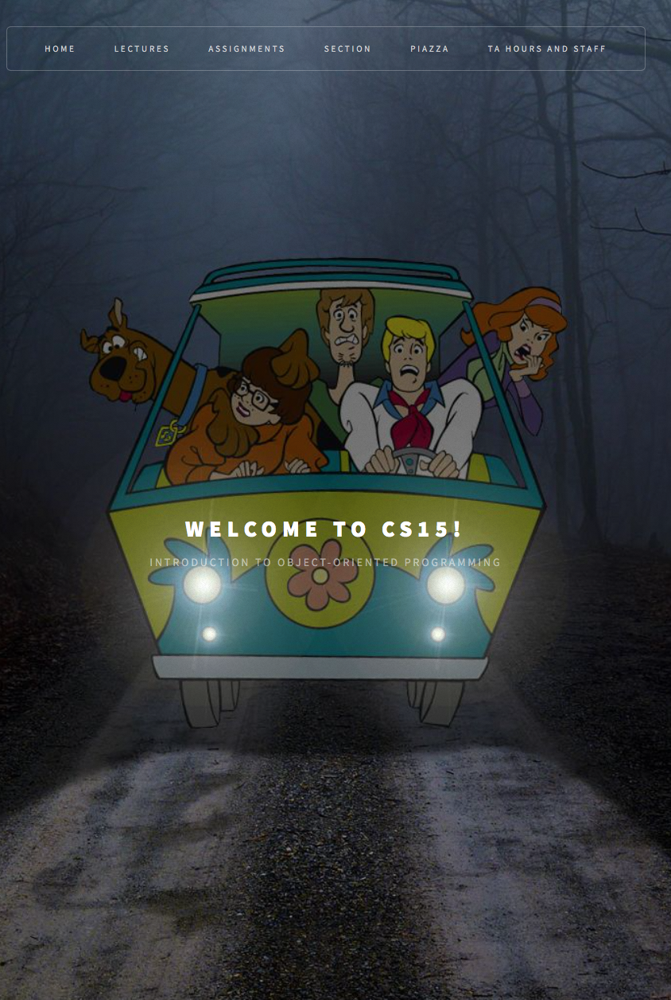 HOME LECTURES ASSIGNMENTS SECTION PIAZZA TA HOURS AND STAFF
WELCOME TO CS15!
INTRODUCTION TO OBJECT-ORIENTED PROGRAMMING